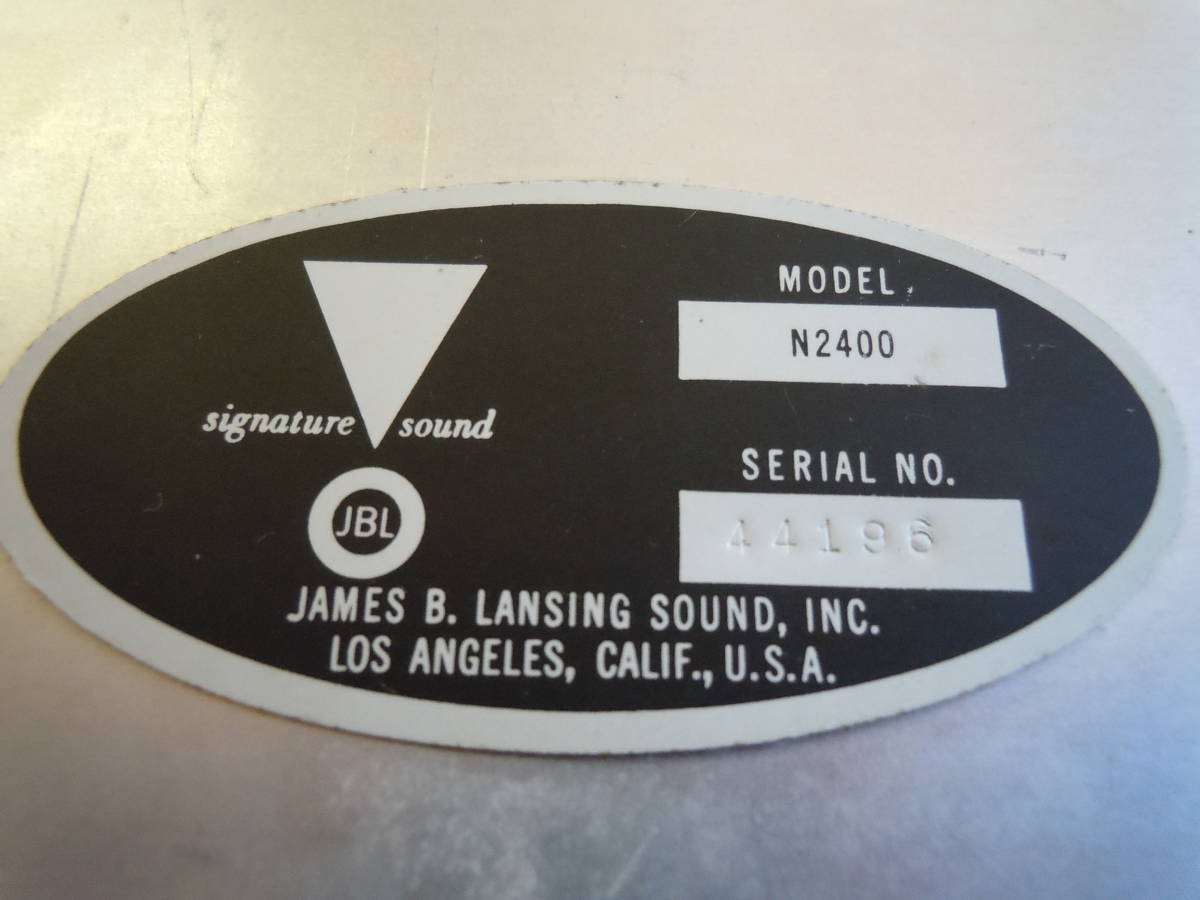 MODEL
N2400
signature sound
SERIAL NO.
44196
JBL
JAMES B. LANSING SOUND, INC.
LOS ANGELES, CALIF., U.S.A.